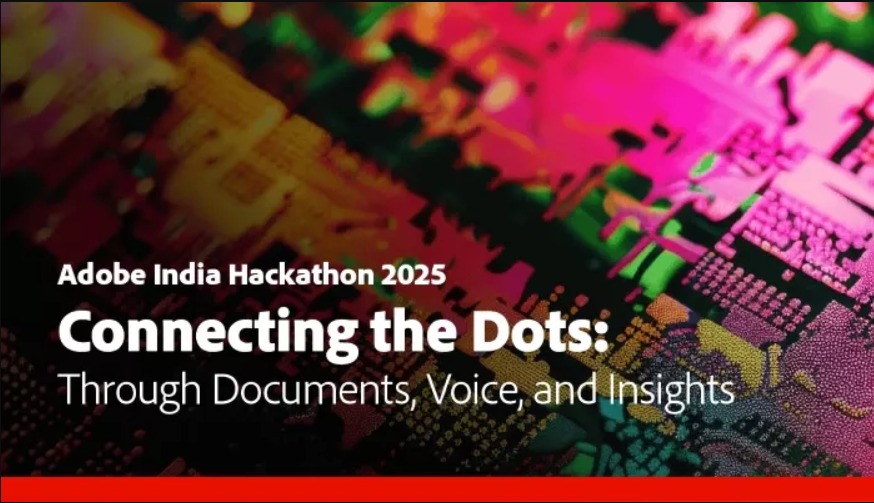 Adobe India Hackathon 2025
Connecting the Dots:
Through Documents, Voice, and Insights